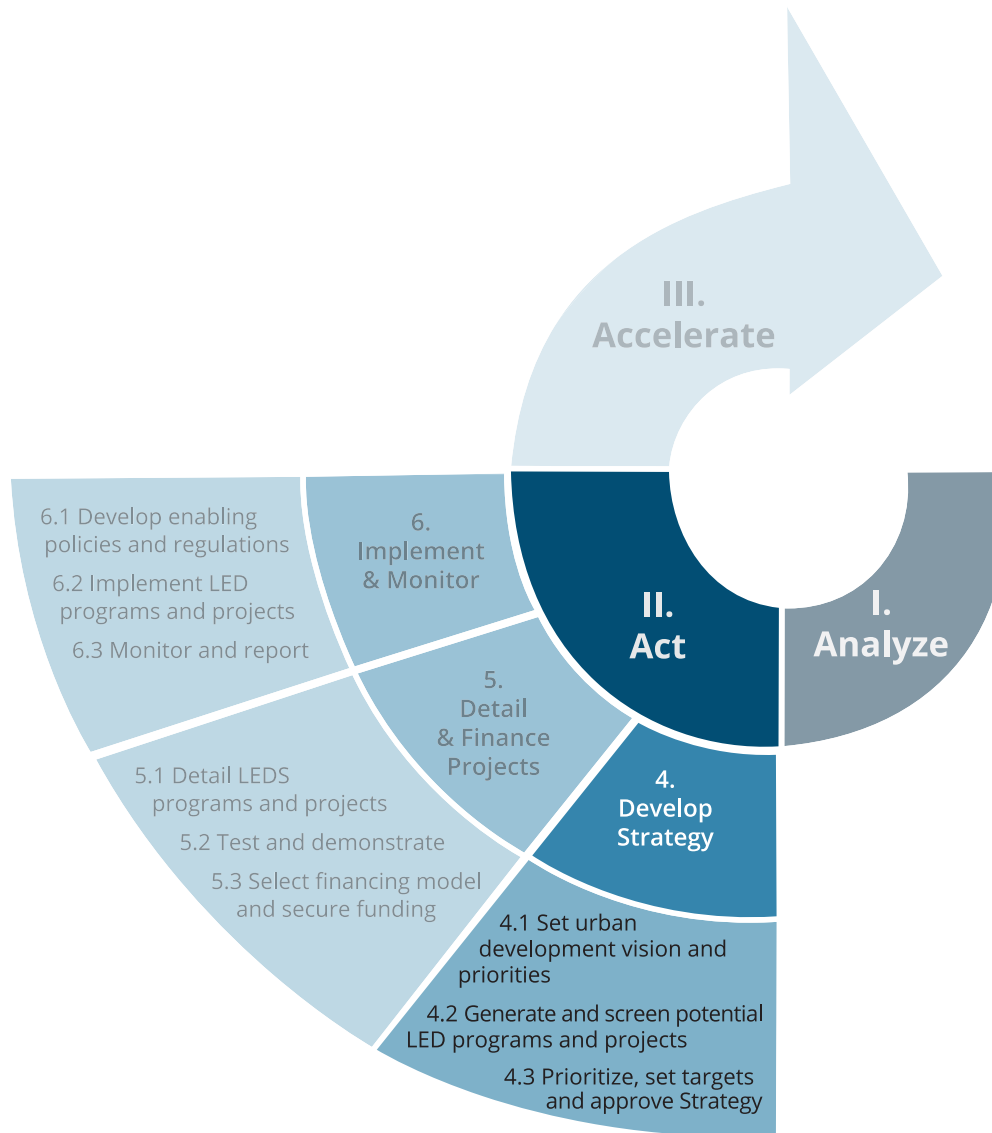 III.
Accelerate
II.
Act
I.
Analyze
6.
Implement
& Monitor
6.1 Develop enabling
policies and regulations
6.2 Implement LED
programs and projects
6.3 Monitor and report
5.
Detail
& Finance
Projects
5.1 Detail LEDS
programs and projects
5.2 Test and demonstrate
5.3 Select financing model
and secure funding
4.
Develop
Strategy
4.1 Set urban
development vision and
priorities
4.2 Generate and screen potential
LED programs and projects
4.3 Prioritize, set targets
and approve Strategy